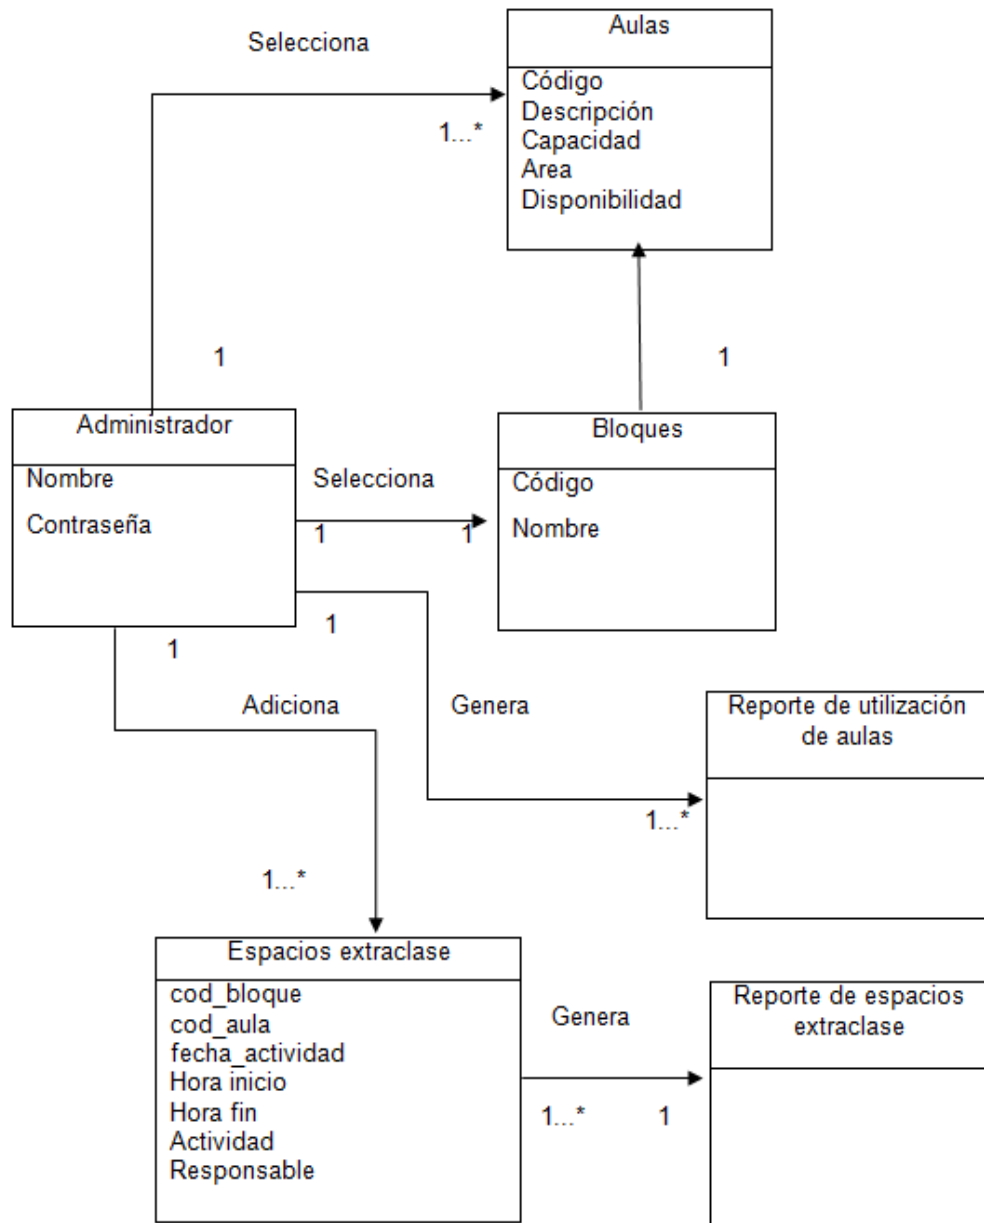 Selecciona
Aulas
Código
Descripción
Capacidad
Area
Disponibilidad
1...*
1
1
Administrador
Nombre
Contraseña
Selecciona
1
1
Bloques
Código
Nombre
1
1
Adiciona
Genera
Reporte de utilización
de aulas
1...*
1...*
Espacios extraclase
cod_bloque
cod_aula
fecha_actividad
Hora inicio
Hora fin
Actividad
Responsable
Genera
1...*
1
Reporte de espacios
extraclase